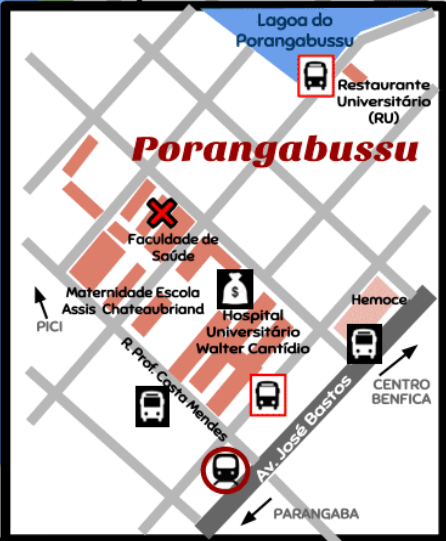 Lagoa do
Porangabussu
Restaurante
Universitário
(RU)
Porangabussu
Faculdade de
Saúde
Maternidade Escola
Assis Chateaubriand
$
Hospital
Universitário
Walter Cantídio
Hemoce
PICI
CENTRO
BENFICA
R. Prof. Costa Mendes
Av. José Bastos
PARANGABA